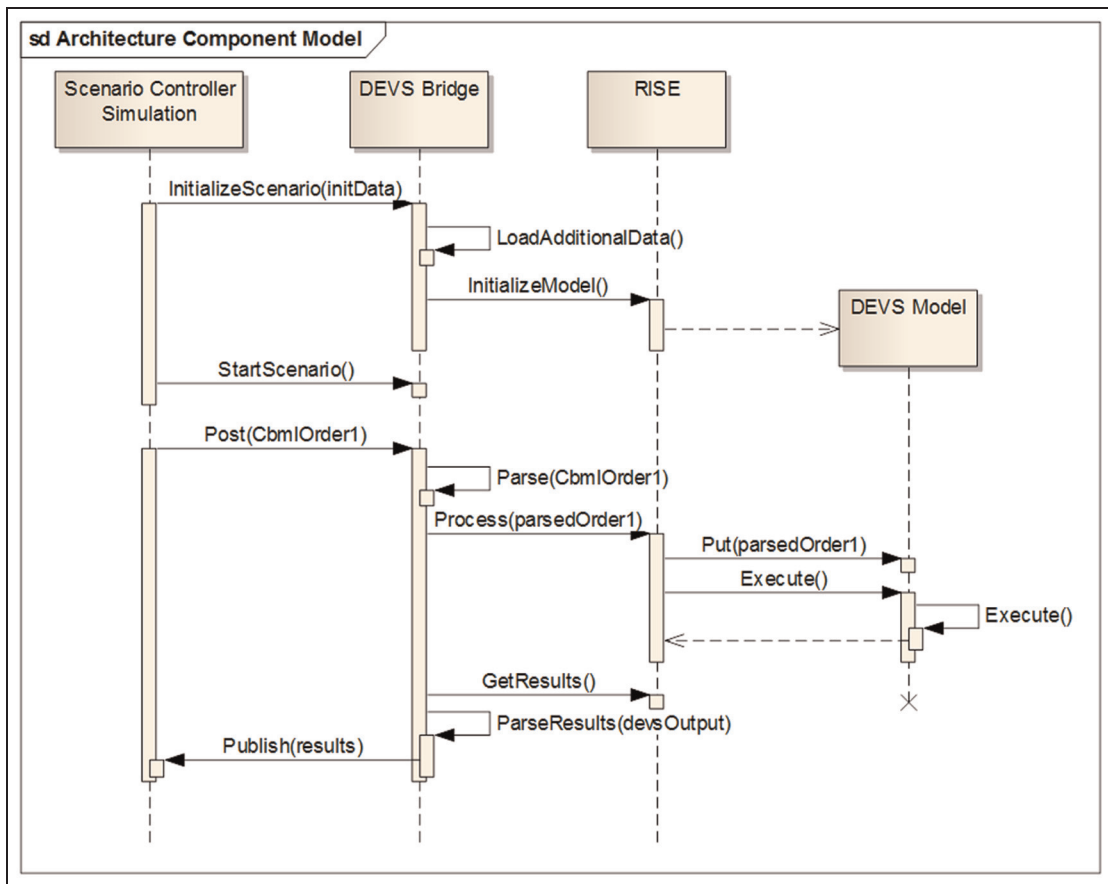 sd Architecture Component Model
Scenario Controller
Simulation
DEVS Bridge
RISE
InitializeScenario(initData)
LoadAdditionalData()
InitializeModel()
DEVS Model
StartScenario()
Post(CbmlOrder1)
Parse(CbmlOrder1)
Process(parsedOrder1)
Put(parsedOrder1)
Execute()
Execute()
GetResults()
ParseResults(devsOutput)
Publish(results)